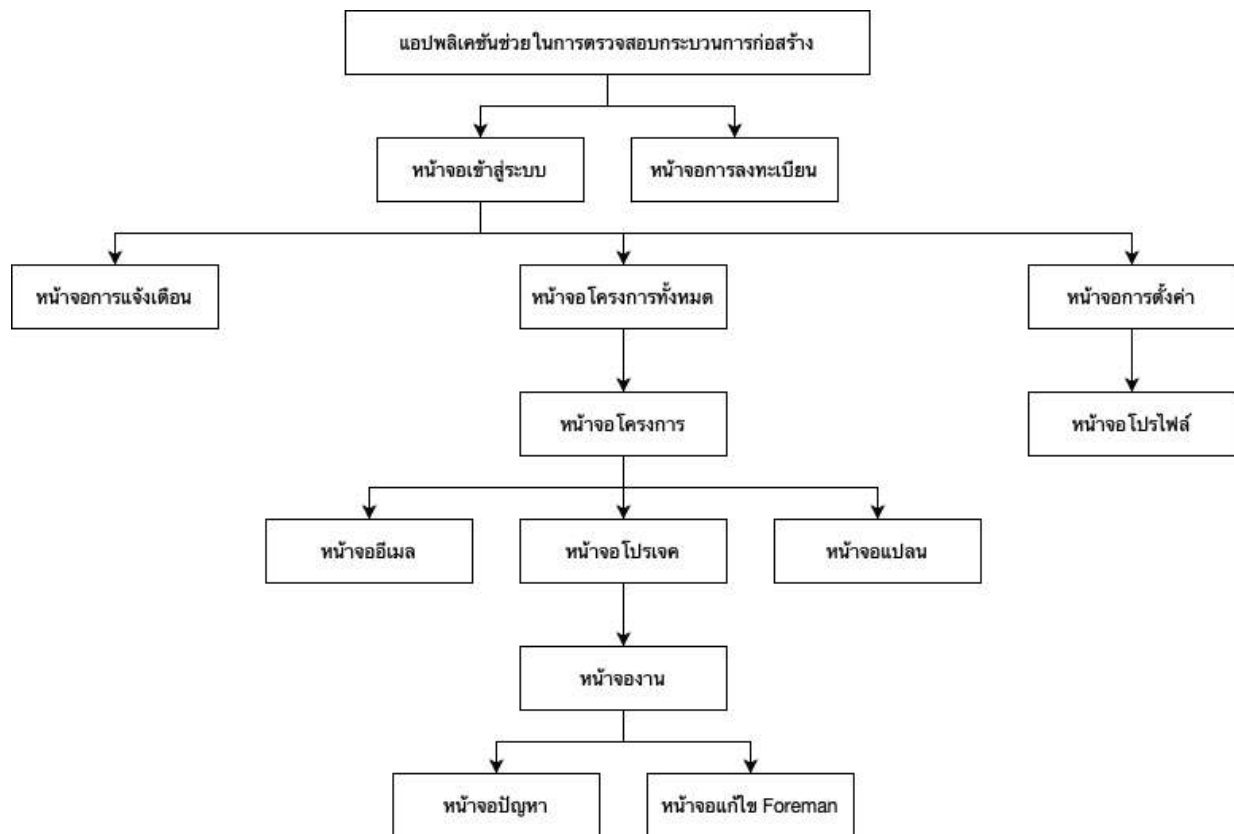 แอปพลิเคชันช่วยในการตรวจสอบกระบวนการก่อสร้าง
หน้าจอเข้าสู่ระบบ
หน้าจอการลงทะเบียน
หน้าจอการแจ้งเตือน
หน้าจอโครงการทั้งหมด
หน้าจอการตั้งค่า
หน้าจอโครงการ
หน้าจอโปรไฟล์
หน้าจออีเมล
หน้าจอโปรเจค
หน้าจอแปลน
หน้าจองาน
หน้าจอปัญหา
หน้าจอแก้ไข Foreman